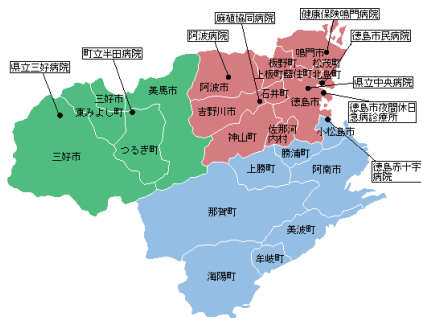 健康保険鳴門病院
麻植協同病院
徳島市民病院
阿波病院
町立半田病院
県立三好病院
県立中央病院
徳島市夜間休日
急病診療所
徳島赤十字
病院
鳴門市
板野町
松茂町
上板町
藍住町
北島町
美馬市
阿波市
石井町
三好市
東みよし町
吉野川市
徳島市
神山町
佐那河
内村
小松島市
つるぎ町
三好市
勝浦町
上勝町
阿南市
那賀町
美波町
牟岐町
海陽町